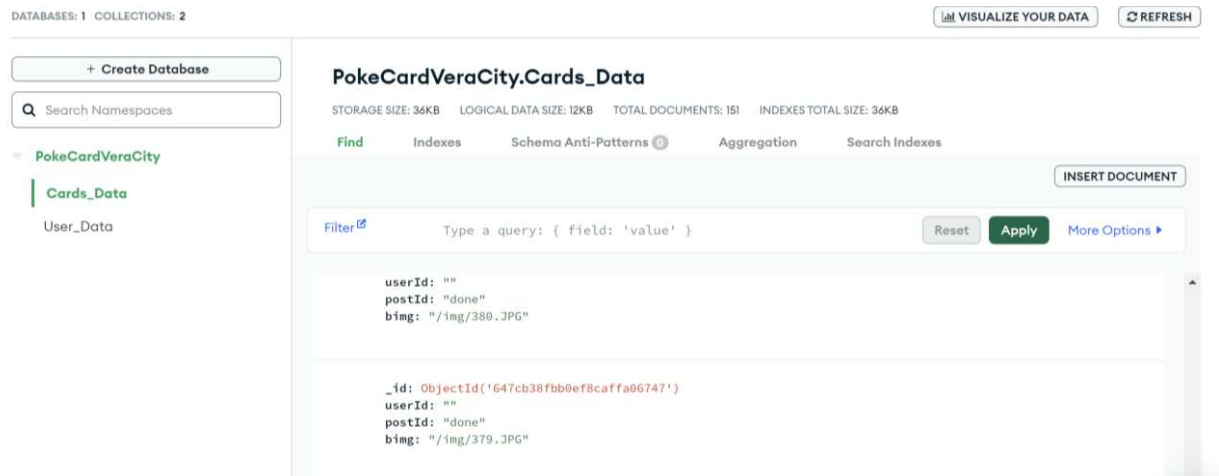 DATABASES: 1 COLLECTIONS: 2
VISUALIZE YOUR DATA
REFRESH
+ Create Database
Search Namespaces
PokeCardVeraCity
Cards_Data
User_Data
PokeCardVeraCity.Cards_Data
STORAGE SIZE: 36KB LOGICAL DATA SIZE: 12KB TOTAL DOCUMENTS: 151 INDEXES TOTAL SIZE: 36KB
Find Indexes Schema Anti-Patterns 0 Aggregation Search Indexes
INSERT DOCUMENT
Filter Type a query: { field: 'value' } Reset Apply More Options
userId: ""
postId: "done"
bimg: "/img/380.JPG"
_id: ObjectId('647cb38fbb0ef8caffa06747')
userId: ""
postId: "done"
bimg: "/img/379.JPG"